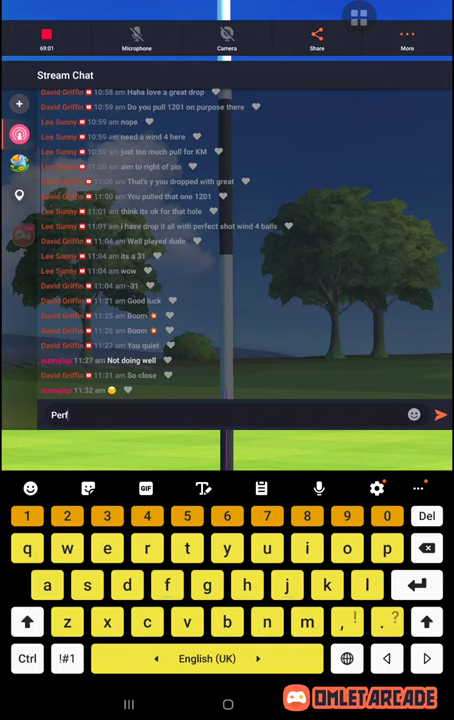 69:01
Microphone
Camera
Share
More
Stream Chat
David Griffin 10:58 am Haha love a great drop
David Griffin 10:59 am Do you pull 1201 on purpose there
Lee Sunny 10:59 am nope
Lee Sunny 10:59 am need a wind 4 here
Lee Sunny 10:59 am just too much pull for KM
Lee Sunny 11:00 am aim to right of pin
David Griffin 11:00 am That's y you dropped with great
David Griffin 11:00 am You pulled that one 1201
Lee Sunny 11:01 am think its ok for that hole
Lee Sunny 11:01 am i have drop it all with perfect shot wind 4 balls
David Griffin 11:04 am Well played dude
Lee Sunny 11:04 am its a 31
Lee Sunny 11:04 am wow
David Griffin 11:04 am -31
David Griffin 11:21 am Good luck
David Griffin 11:25 am Boom
David Griffin 11:26 am Boom
David Griffin 11:27 am You quiet
sunnylsp 11:27 am Not doing well
David Griffin 11:31 am So close
sunnylsp 11:32 am
Perf
GIF
T
1 2 3 4 5 6 7 8 9 0 Del
q w e r t y u i o p
a s d f g h j k l
z x c v b n m , ! . ?
Ctrl !#1 English (UK)
OMLET ARCADE